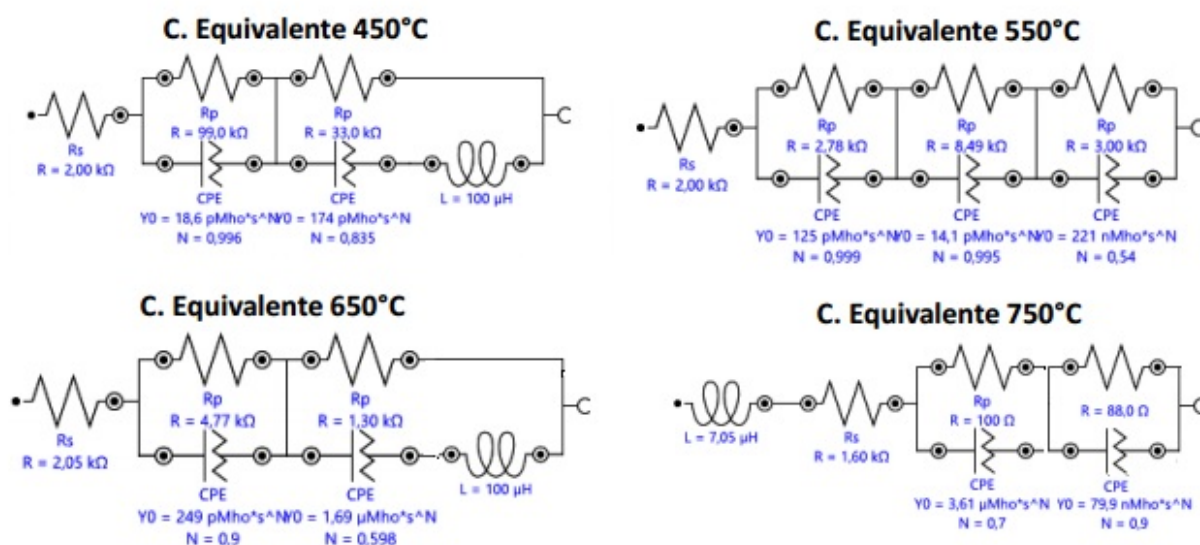 C. Equivalente 450°C
Rs
R = 2,00 kΩ
Rp
R = 99,0 kΩ
Rp
R = 33,0 kΩ
CPE
Y0 = 18,6 pMho*s^N
N = 0,996
CPE
Y0 = 174 pMho*s^N
N = 0,835
L = 100 µH
C. Equivalente 550°C
Rs
R = 2,00 kΩ
Rp
R = 2,78 kΩ
Rp
R = 8,49 kΩ
Rp
R = 3,00 kΩ
CPE
Y0 = 125 pMho*s^N
N = 0,999
CPE
Y0 = 14,1 pMho*s^N
N = 0,995
CPE
Y0 = 221 nMho*s^N
N = 0,54
C. Equivalente 650°C
Rs
R = 2,05 kΩ
Rp
R = 4,77 kΩ
Rp
R = 1,30 kΩ
CPE
Y0 = 249 pMho*s^N
N = 0,9
CPE
Y0 = 1,69 µMho*s^N
N = 0,598
L = 100 µH
C. Equivalente 750°C
L = 7,05 µH
Rs
R = 1,60 kΩ
Rp
R = 100 Ω
R = 88,0 Ω
CPE
Y0 = 3,61 µMho*s^N
N = 0,7
CPE
Y0 = 79,9 nMho*s^N
N = 0,9